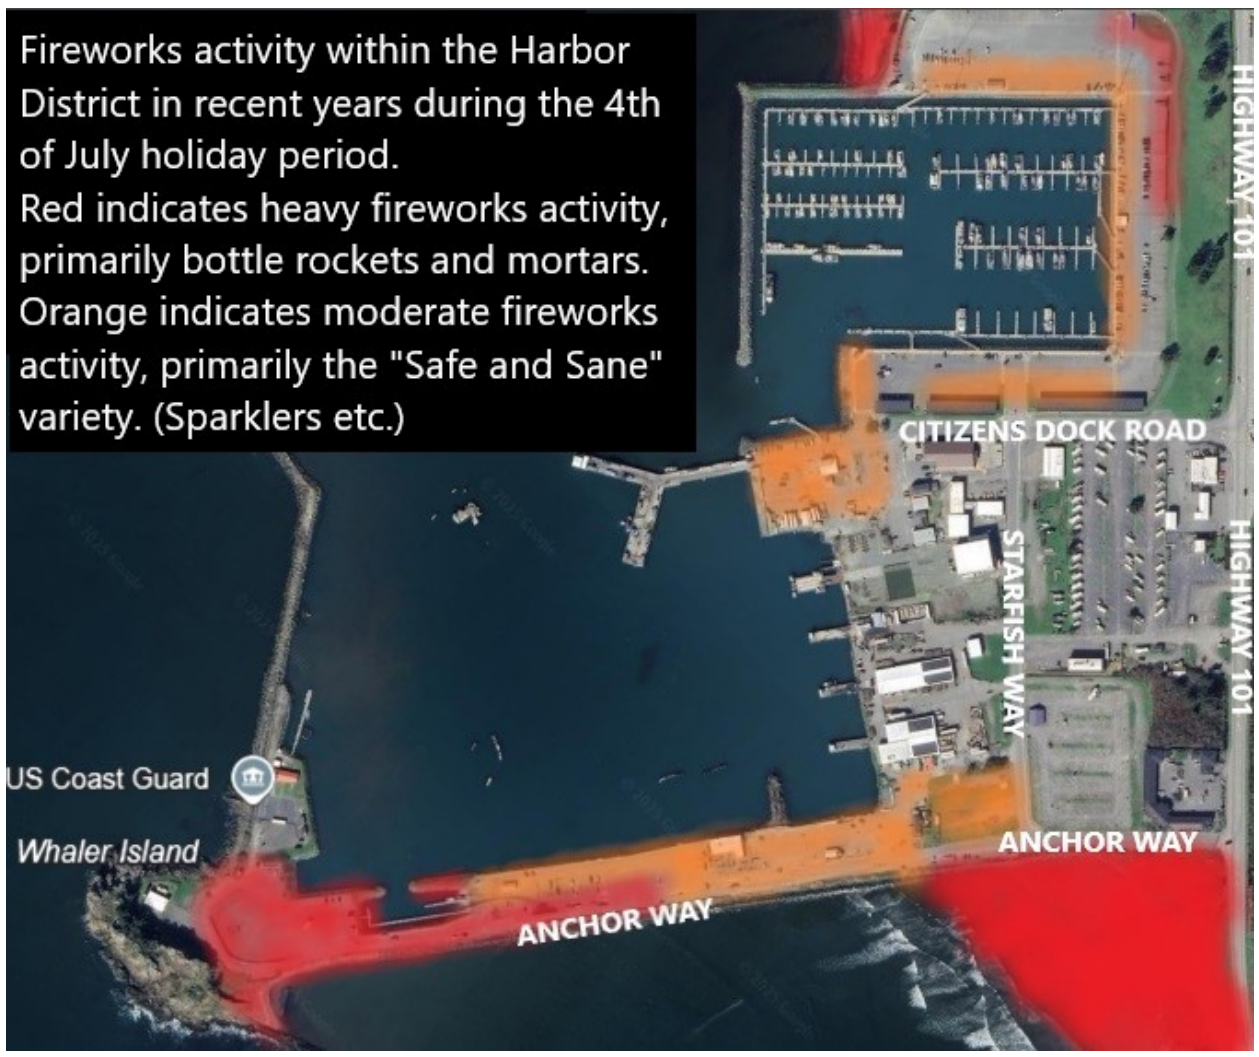 Fireworks activity within the Harbor
District in recent years during the 4th
of July holiday period.
Red indicates heavy fireworks activity,
primarily bottle rockets and mortars.
Orange indicates moderate fireworks
activity, primarily the "Safe and Sane"
variety. (Sparklers etc.)
HIGHWAY 101
CITIZENS DOCK ROAD
STARFISH WAY
HIGHWAY 101
US Coast Guard
Whaler Island
ANCHOR WAY
ANCHOR WAY